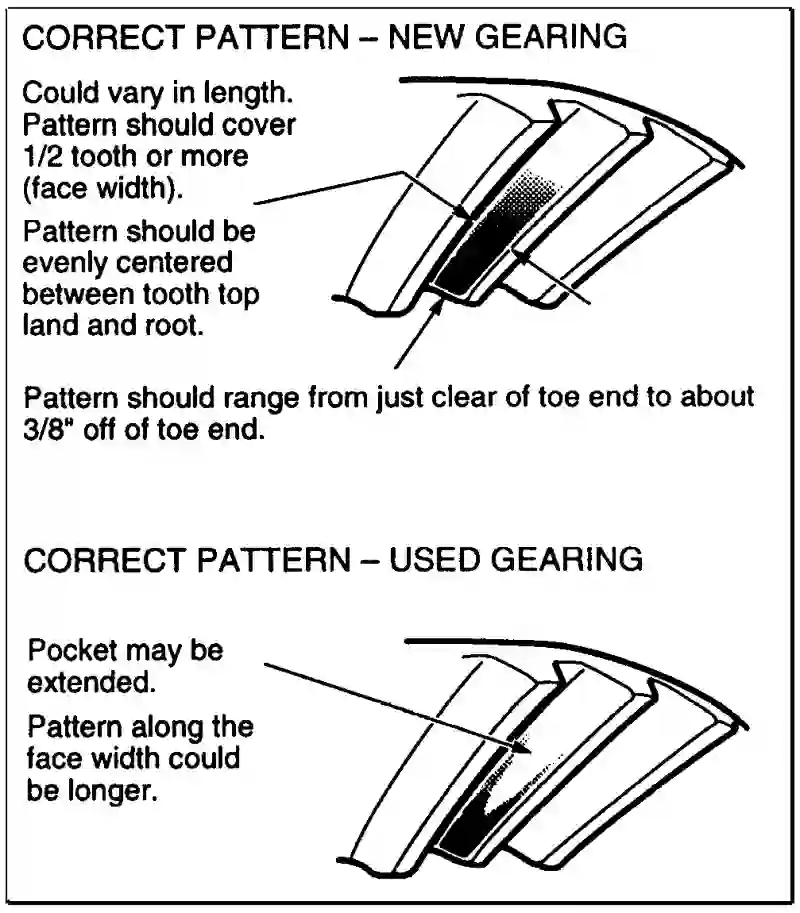 CORRECT PATTERN – NEW GEARING
Could vary in length.
Pattern should cover
1/2 tooth or more
(face width).
Pattern should be
evenly centered
between tooth top
land and root.
Pattern should range from just clear of toe end to about
3/8" off of toe end.
CORRECT PATTERN – USED GEARING
Pocket may be
extended.
Pattern along the
face width could
be longer.